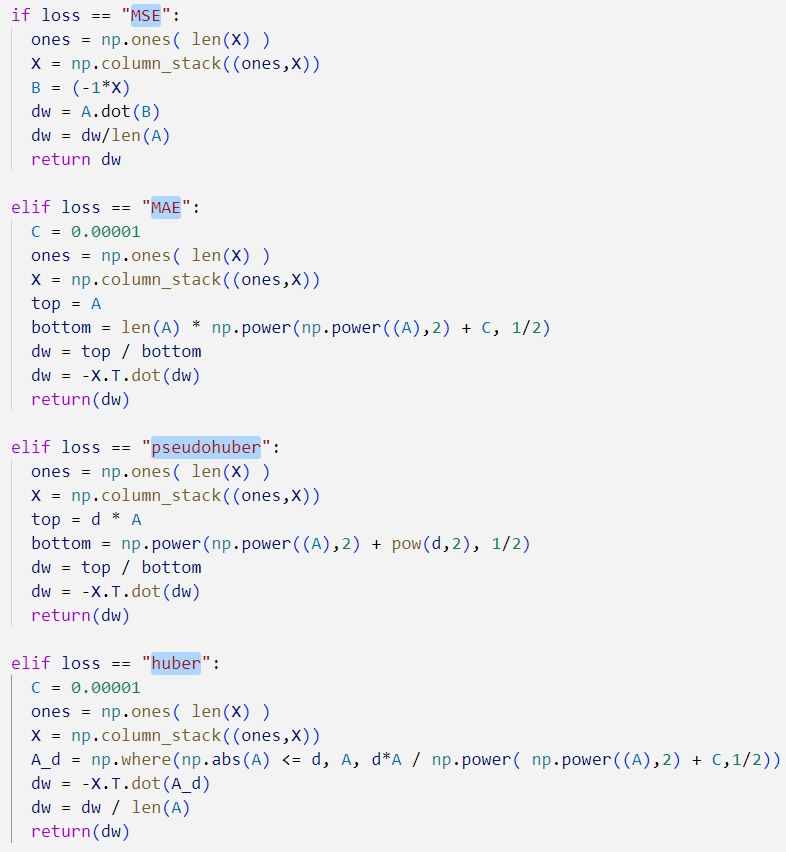 if loss == "MSE":
  ones = np.ones( len(X) )
  X = np.column_stack((ones,X))
  B = (-1*X)
  dw = A.dot(B)
  dw = dw/len(A)
  return dw
elif loss == "MAE":
  C = 0.00001
  ones = np.ones( len(X) )
  X = np.column_stack((ones,X))
  top = A
  bottom = len(A) * np.power(np.power((A),2) + C, 1/2)
  dw = top / bottom
  dw = -X.T.dot(dw)
  return(dw)
elif loss == "pseudohuber":
  ones = np.ones( len(X) )
  X = np.column_stack((ones,X))
  top = d * A
  bottom = np.power(np.power((A),2) + pow(d,2), 1/2)
  dw = top / bottom
  dw = -X.T.dot(dw)
  return(dw)
elif loss == "huber":
  C = 0.00001
  ones = np.ones( len(X) )
  X = np.column_stack((ones,X))
  A_d = np.where(np.abs(A) <= d, A, d*A / np.power( np.power((A),2) + C,1/2))
  dw = -X.T.dot(A_d)
  dw = dw / len(A)
  return(dw)